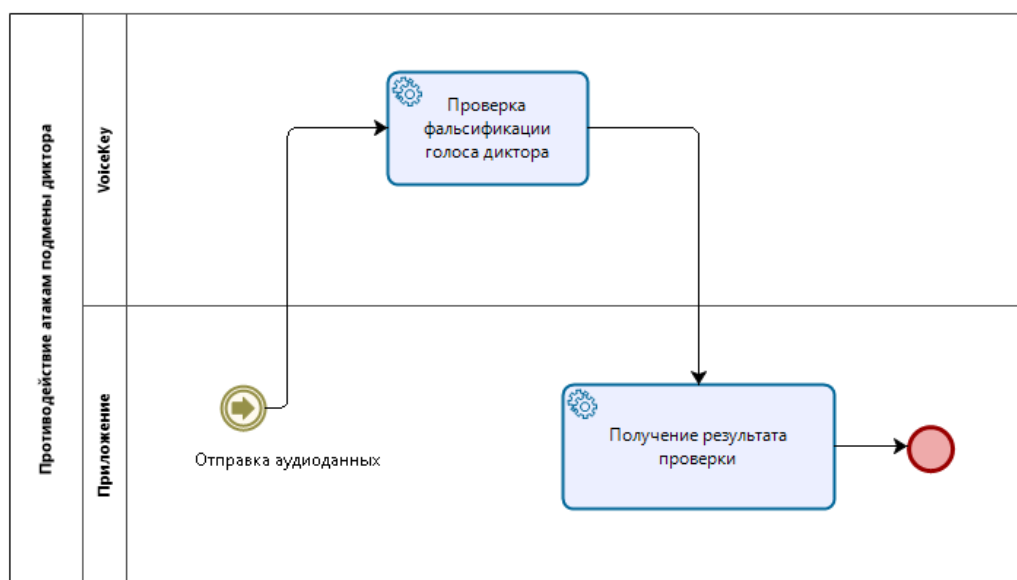 Противодействие атакам подмены диктора
VoiceKey
Проверка
фальсификации
голоса диктора
Приложение
Отправка аудиоданных
Получение результата
проверки